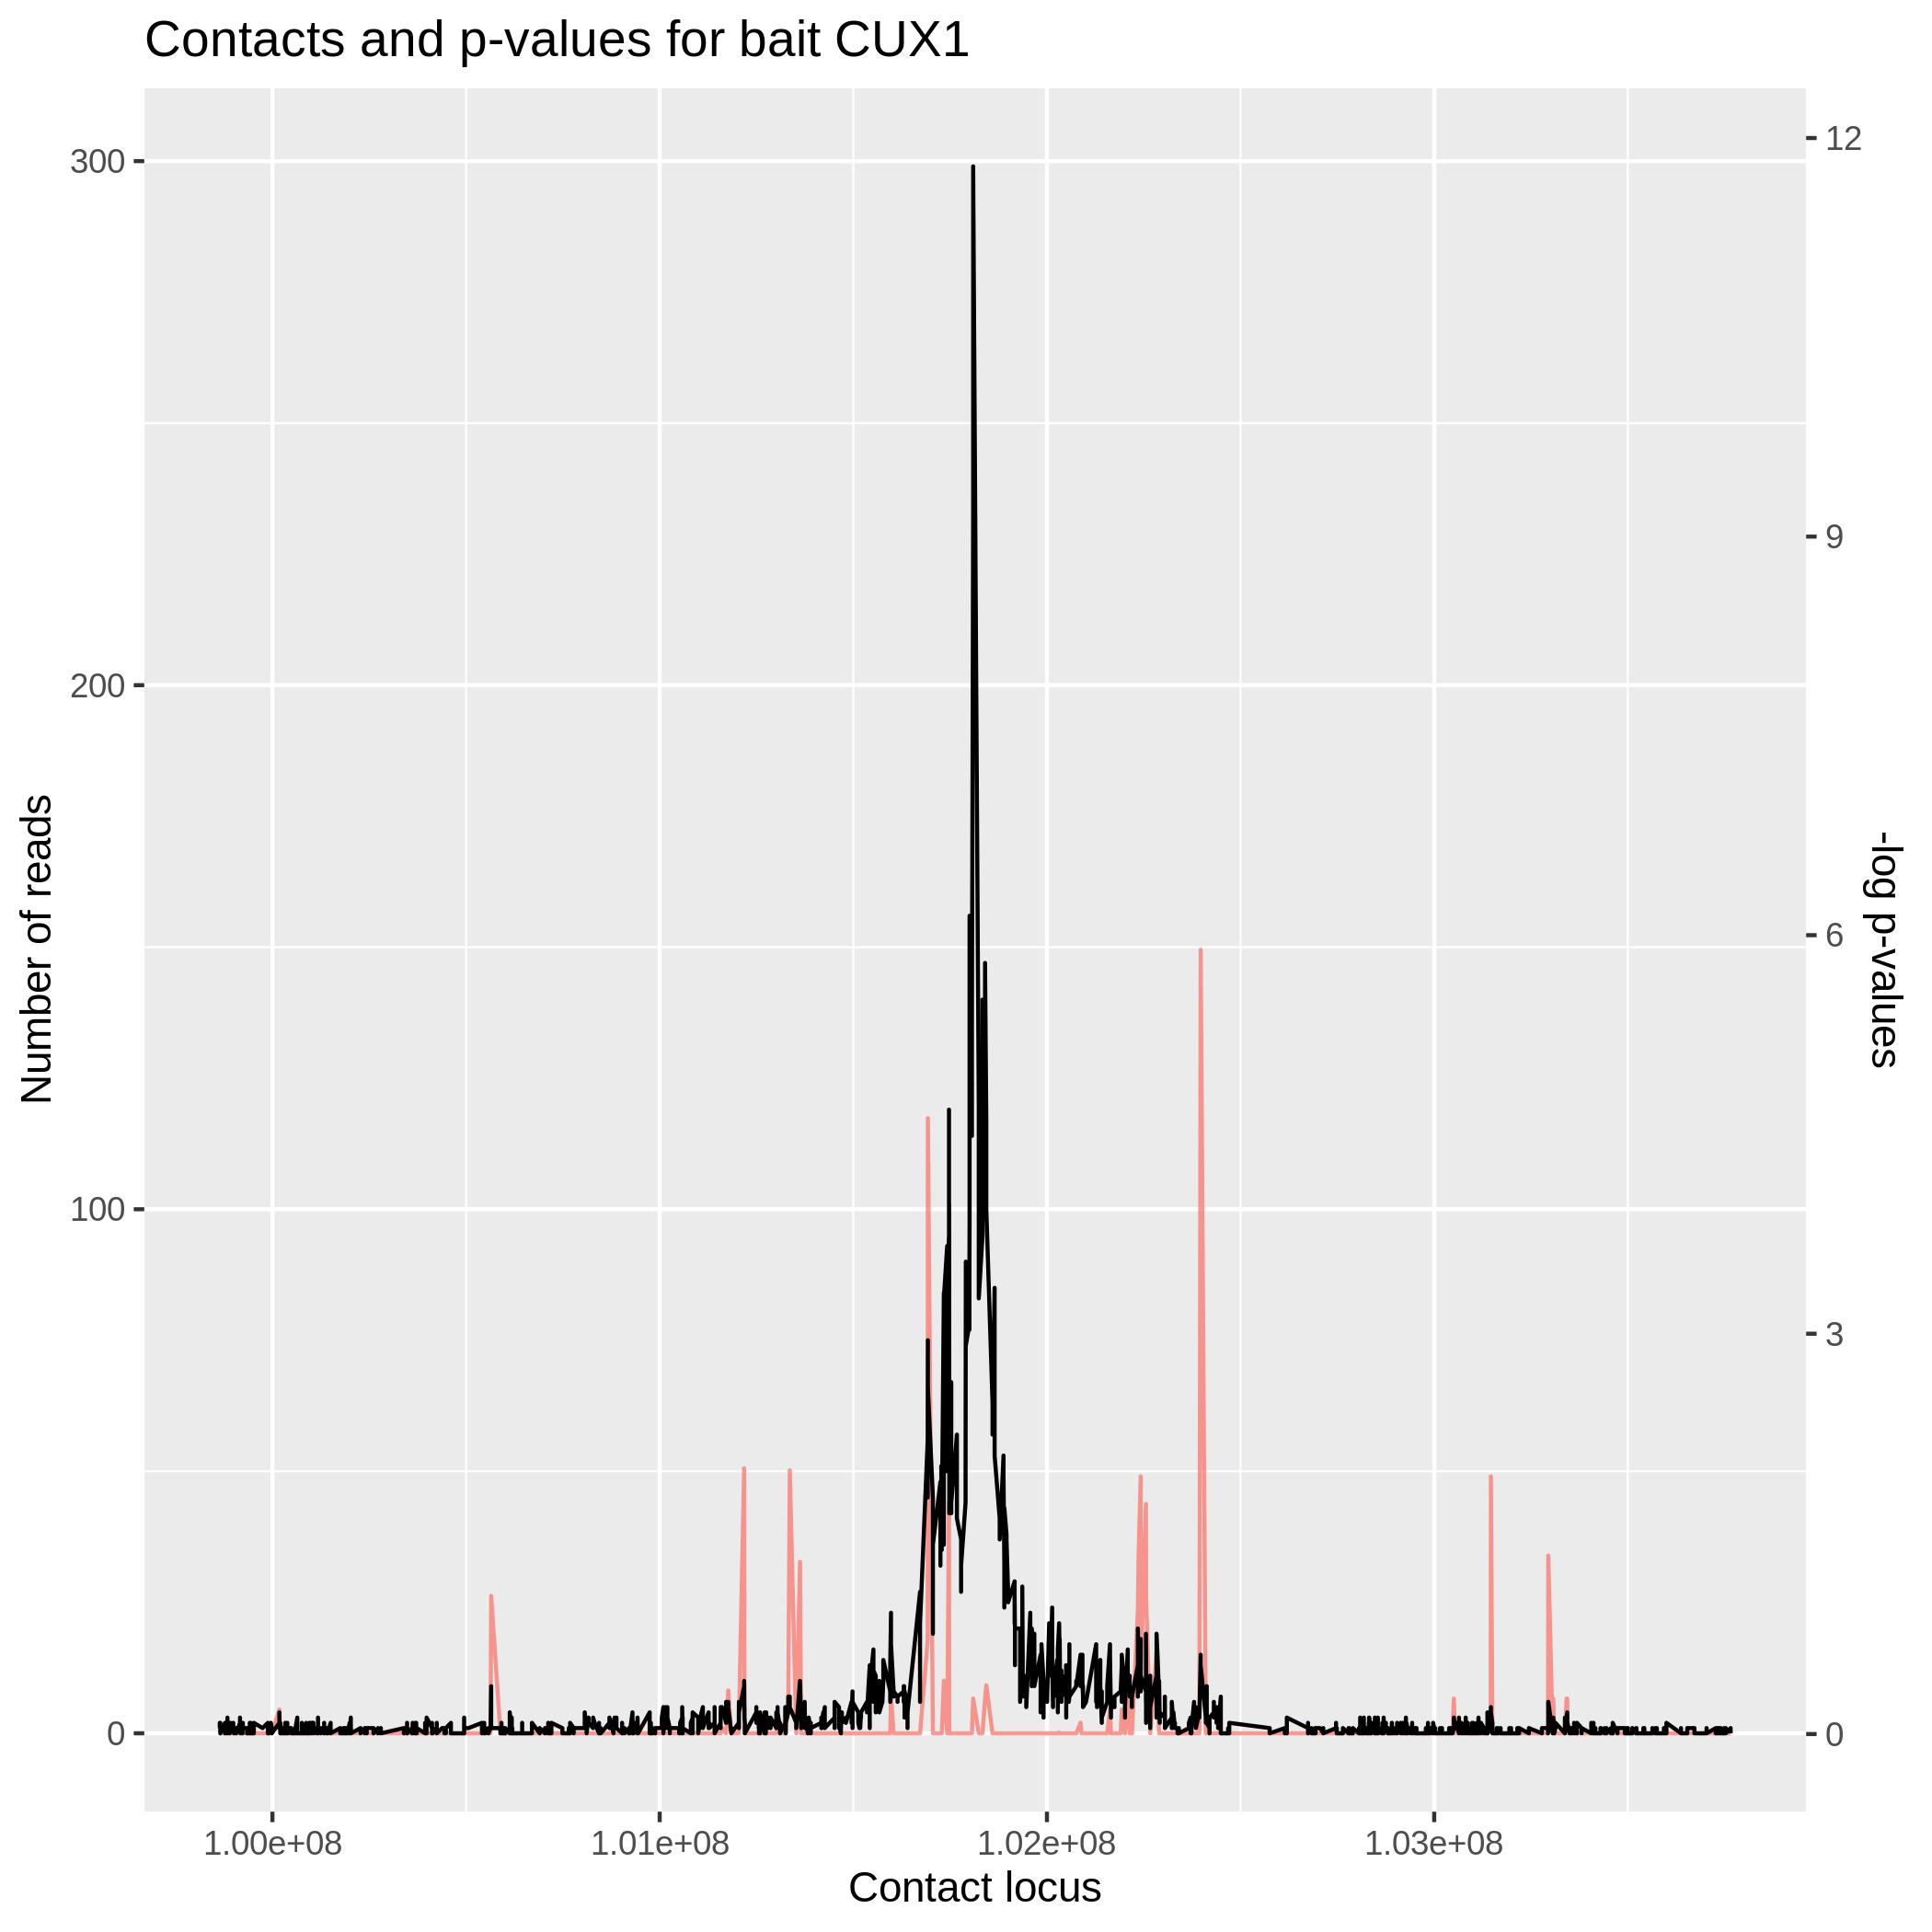 Contacts and p-values for bait CUX1
300
200
100
0
Number of reads
12
9
6
3
0
-log p-values
1.00e+08
1.01e+08
1.02e+08
1.03e+08
Contact locus